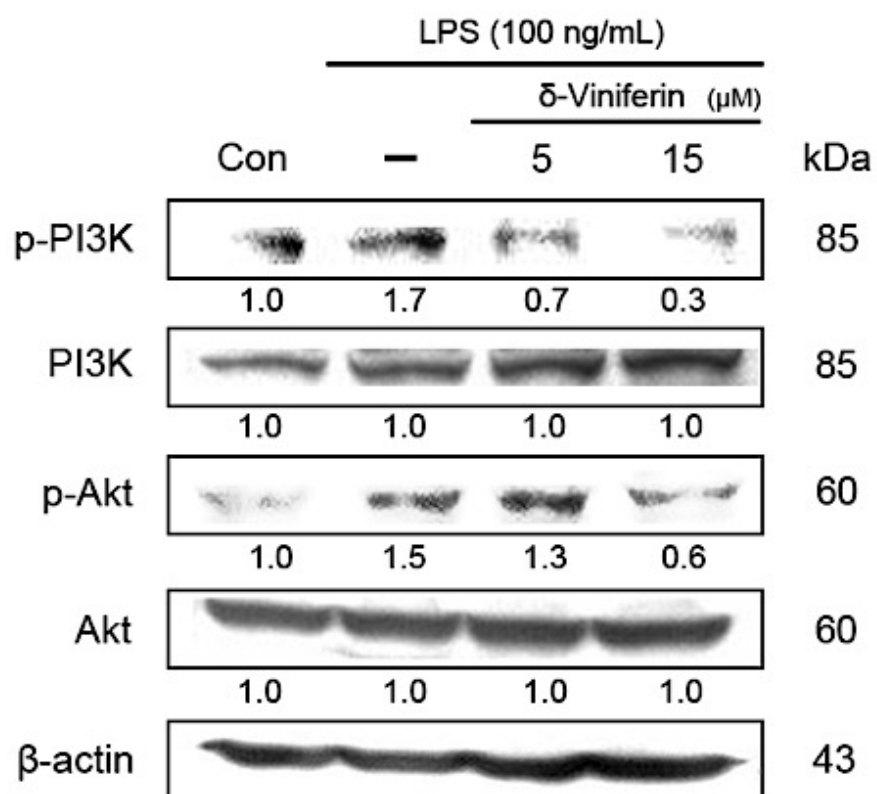 LPS (100 ng/mL)
δ-Viniferin (μM)
Con – 5 15 kDa
p-PI3K 85
1.0 1.7 0.7 0.3
PI3K 85
1.0 1.0 1.0 1.0
p-Akt 60
1.0 1.5 1.3 0.6
Akt 60
1.0 1.0 1.0 1.0
β-actin 43